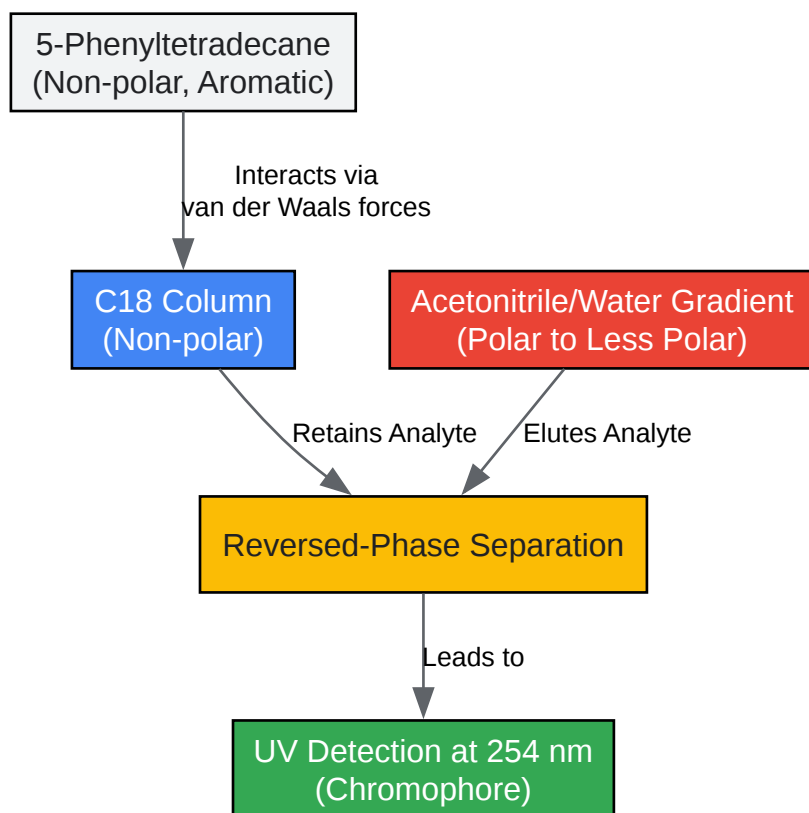 5-Phenyltetradecane
(Non-polar, Aromatic)
Interacts via
van der Waals forces
C18 Column
(Non-polar)
Acetonitrile/Water Gradient
(Polar to Less Polar)
Retains Analyte
Elutes Analyte
Reversed-Phase Separation
Leads to
UV Detection at 254 nm
(Chromophore)